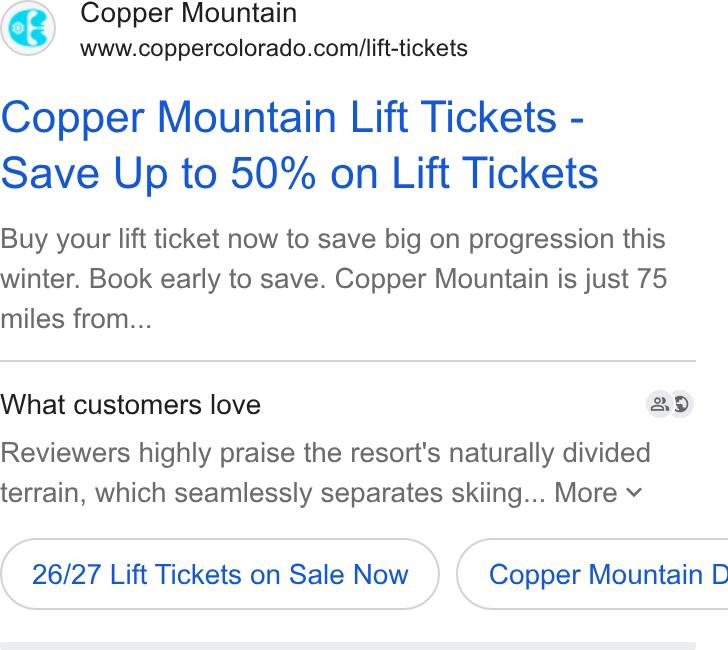 Copper Mountain
www.coppercolorado.com/lift-tickets
Copper Mountain Lift Tickets -
Save Up to 50% on Lift Tickets
Buy your lift ticket now to save big on progression this
winter. Book early to save. Copper Mountain is just 75
miles from...
What customers love
Reviewers highly praise the resort's naturally divided
terrain, which seamlessly separates skiing... More
26/27 Lift Tickets on Sale Now
Copper Mountain D